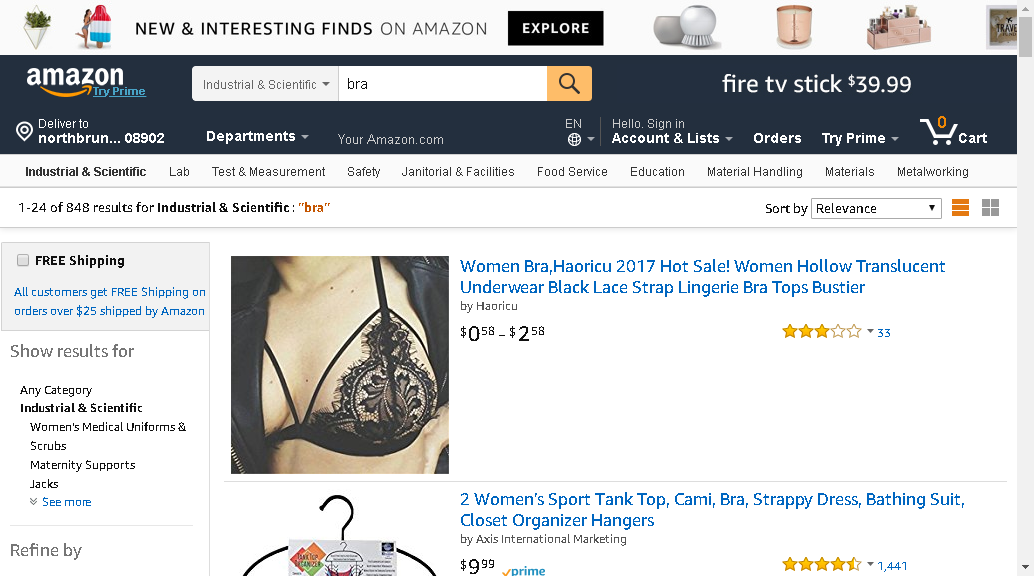 NEW & INTERESTING FINDS ON AMAZON
EXPLORE
TRAVE
amazon
Try Prime
Industrial & Scientific
bra
fire tv stick $39.99
Deliver to
northbrun... 08902
Departments
Your Amazon.com
EN
Hello. Sign in
Account & Lists
Orders
Try Prime
0
Cart
Industrial & Scientific Lab Test & Measurement Safety Janitorial & Facilities Food Service Education Material Handling Materials Metalworking
1-24 of 848 results for Industrial & Scientific : "bra"
Sort by Relevance
FREE Shipping
All customers get FREE Shipping on
orders over $25 shipped by Amazon
Show results for
Any Category
Industrial & Scientific
Women's Medical Uniforms &
Scrubs
Maternity Supports
Jacks
See more
Refine by
Women Bra,Haoricu 2017 Hot Sale! Women Hollow Translucent
Underwear Black Lace Strap Lingerie Bra Tops Bustier
by Haoricu
$0 58 - $2 58
33
2 Women's Sport Tank Top, Cami, Bra, Strappy Dress, Bathing Suit,
Closet Organizer Hangers
by Axis International Marketing
$9 99 prime
1,441
TANK TOP
ORGANIZER